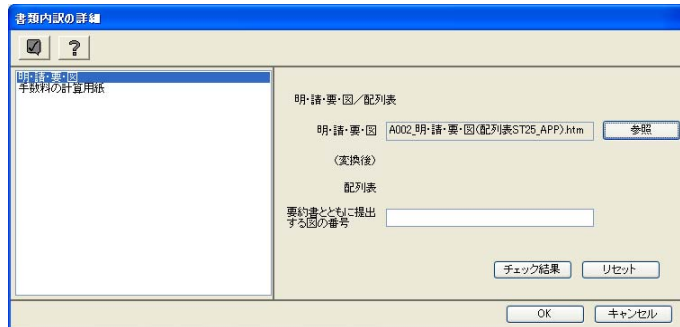 書類内訳の詳細
?
明・請・要・図
手数料の計算用紙
明・請・要・図／配列表
明・請・要・図 A002_明・請・要・図(配列表ST25_APP).htm 参照
(変換後)
配列表
要約書とともに提出
する図の番号
チェック結果 リセット
OK キャンセル